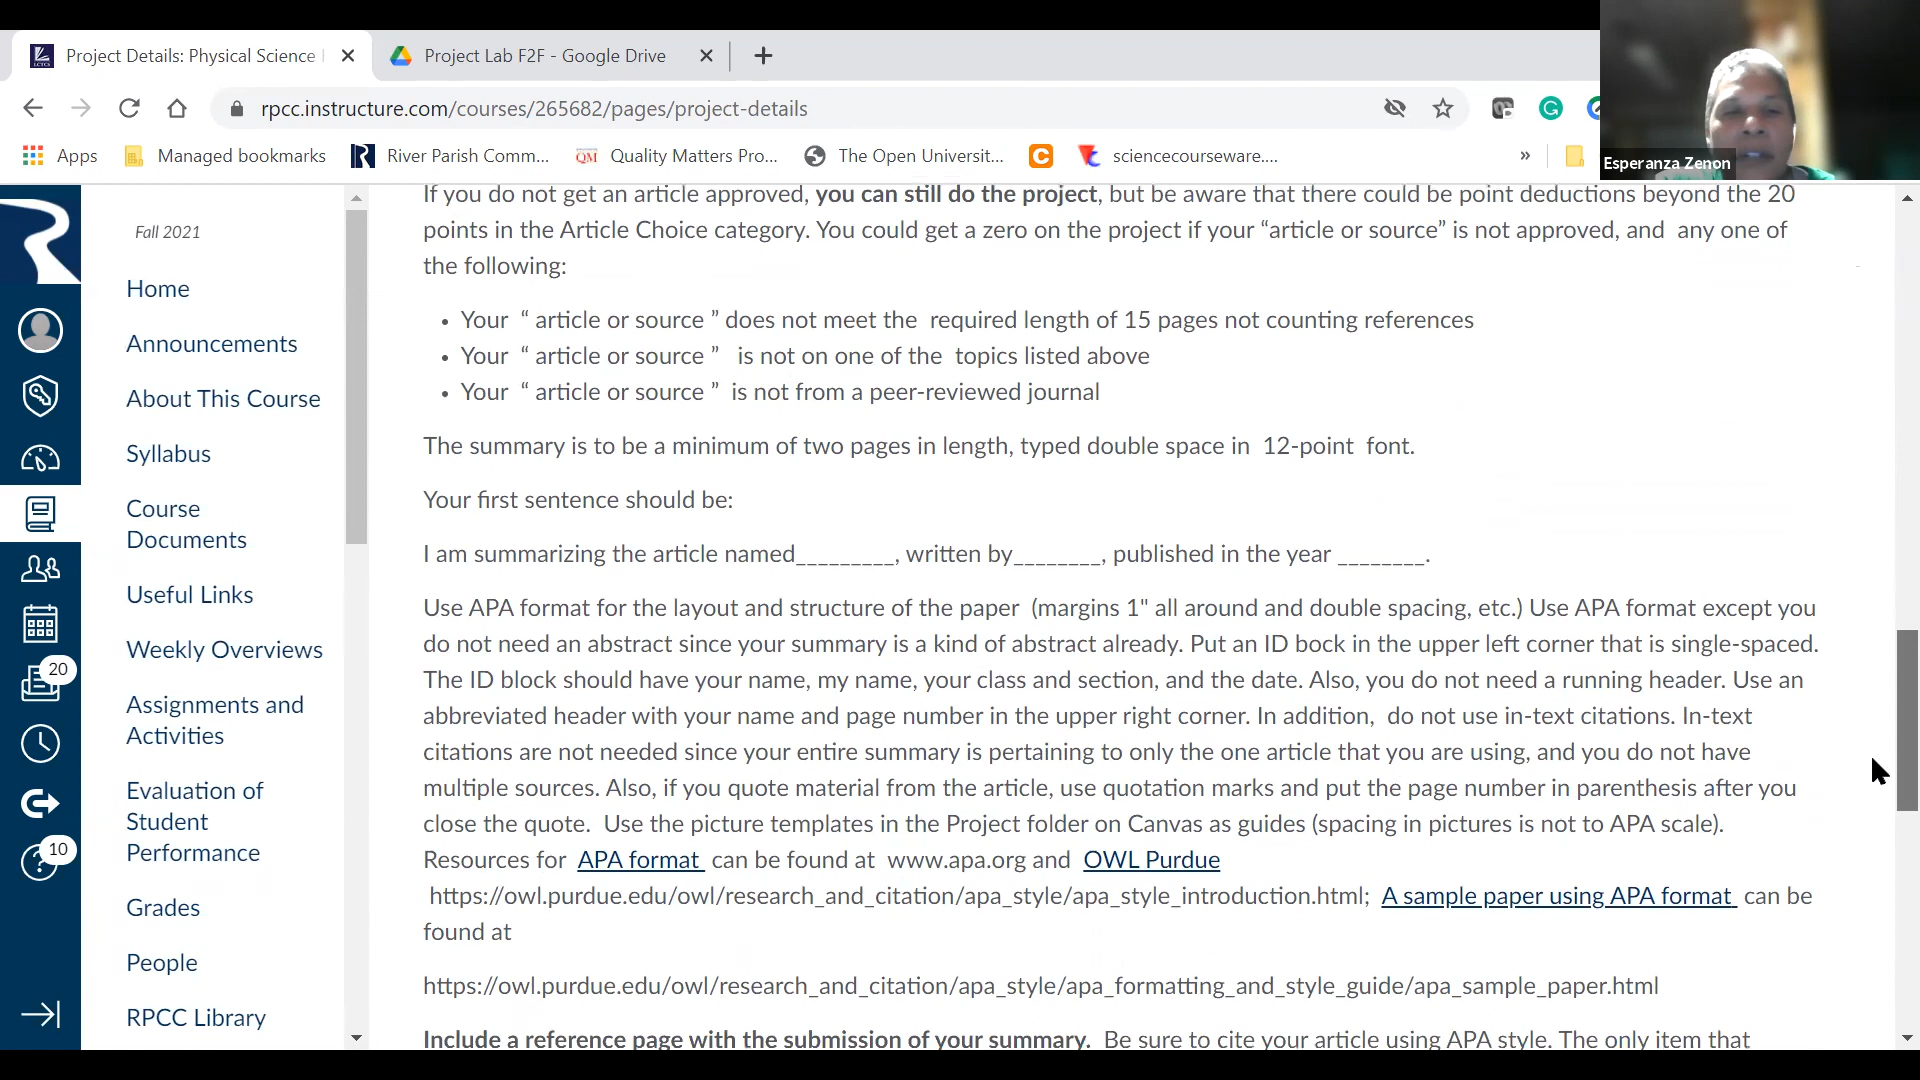 Project Details: Physical Science
Project Lab F2F - Google Drive
rpcc.instructure.com/courses/265682/pages/project-details
Apps
Managed bookmarks
River Parish Comm...
QM
Quality Matters Pro...
The Open Universit...
sciencecourseware....
»
Esperanza Zenon
LCTCS
Fall 2021
Home
Announcements
About This Course
Syllabus
Course
Documents
Useful Links
Weekly Overviews
Assignments and
Activities
Evaluation of
Student
Performance
Grades
People
RPCC Library
20
10
If you do not get an article approved, you can still do the project, but be aware that there could be point deductions beyond the 20
points in the Article Choice category. You could get a zero on the project if your “article or source” is not approved, and  any one of
the following:
• Your  “ article or source ” does not meet the  required length of 15 pages not counting references
• Your  “ article or source ”   is not on one of the  topics listed above
• Your  “ article or source ”  is not from a peer-reviewed journal
The summary is to be a minimum of two pages in length, typed double space in  12-point  font.
Your first sentence should be:
I am summarizing the article named_________, written by________, published in the year ________.
Use APA format for the layout and structure of the paper  (margins 1" all around and double spacing, etc.) Use APA format except you
do not need an abstract since your summary is a kind of abstract already. Put an ID bock in the upper left corner that is single-spaced.
The ID block should have your name, my name, your class and section, and the date. Also, you do not need a running header. Use an
abbreviated header with your name and page number in the upper right corner. In addition,  do not use in-text citations. In-text
citations are not needed since your entire summary is pertaining to only the one article that you are using, and you do not have
multiple sources. Also, if you quote material from the article, use quotation marks and put the page number in parenthesis after you
close the quote.  Use the picture templates in the Project folder on Canvas as guides (spacing in pictures is not to APA scale).
Resources for  APA format  can be found at  www.apa.org and  OWL Purdue
https://owl.purdue.edu/owl/research_and_citation/apa_style/apa_style_introduction.html;  A sample paper using APA format  can be
found at
https://owl.purdue.edu/owl/research_and_citation/apa_style/apa_formatting_and_style_guide/apa_sample_paper.html
Include a reference page with the submission of your summary.  Be sure to cite your article using APA style. The only item that